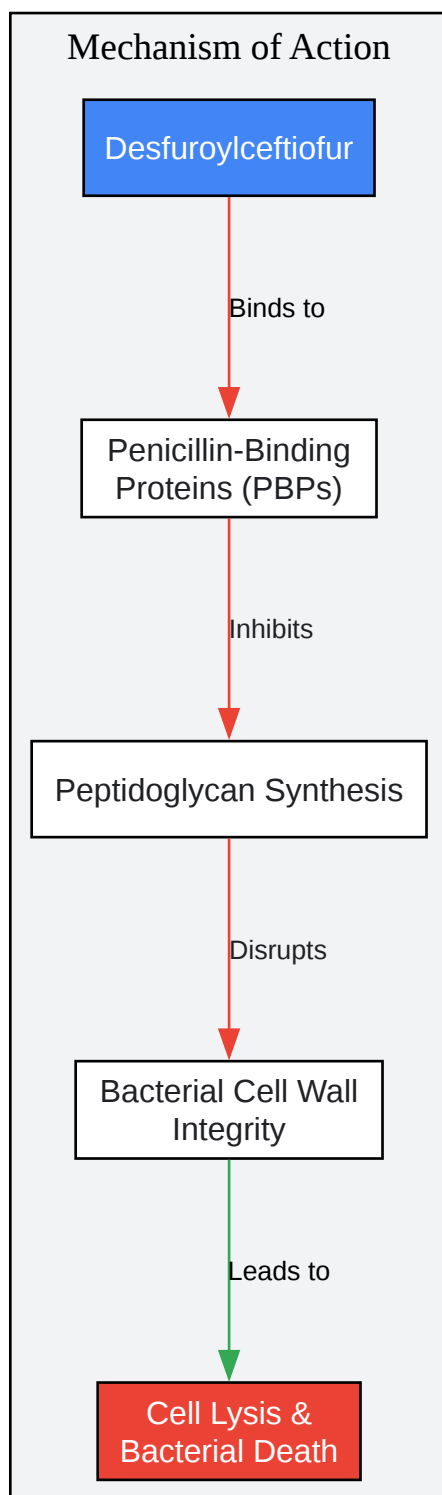 Mechanism of Action
Desfuroylceftiofur
Binds to
Penicillin-Binding
Proteins (PBPs)
Inhibits
Peptidoglycan Synthesis
Disrupts
Bacterial Cell Wall
Integrity
Leads to
Cell Lysis &
Bacterial Death